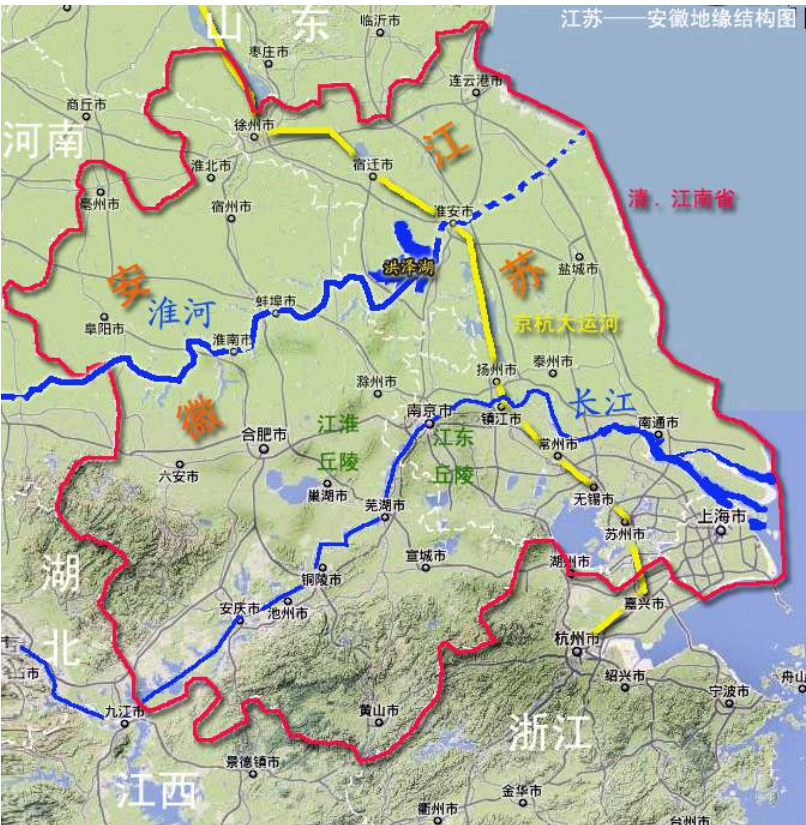 江苏——安徽地缘结构图
山东
临沂市
枣庄市
连云港市
商丘市
河南
徐州市
江
淮北市
宿迁市
亳州市
宿州市
淮安市
清．江南省
洪泽湖
苏
盐城市
安
淮河
蚌埠市
阜阳市
淮南市
京杭大运河
扬州市
泰州市
滁州市
徽
南京市
镇江市
长江
南通市
江淮
丘陵
江东
丘陵
合肥市
常州市
六安市
巢湖市
芜湖市
无锡市
苏州市
上海市
宣城市
湖州市
湖北
铜陵市
安庆市
池州市
嘉兴市
杭州市
绍兴市
舟山
宁波市
九江市
黄山市
浙江
景德镇市
江西
金华市
衢州市
台州市